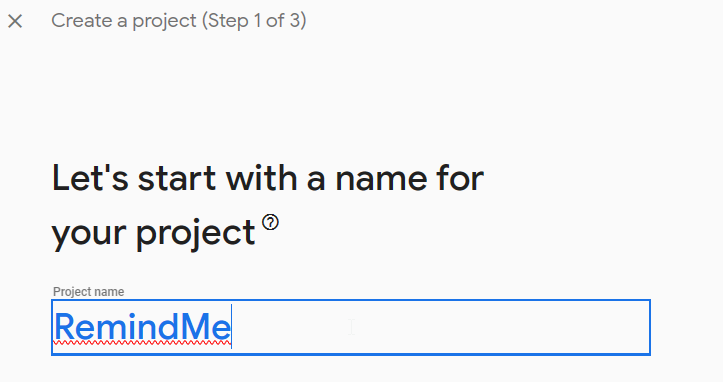 Create a project (Step 1 of 3)
Let's start with a name for
your project
Project name
RemindMe